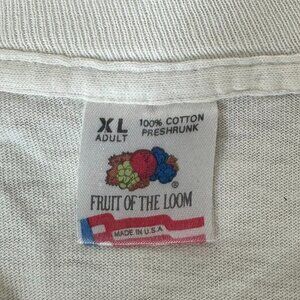 XL 100% COTTON
ADULT PRESHRUNK
®
FRUIT OF THE LOOM
MADE IN U.S.A.